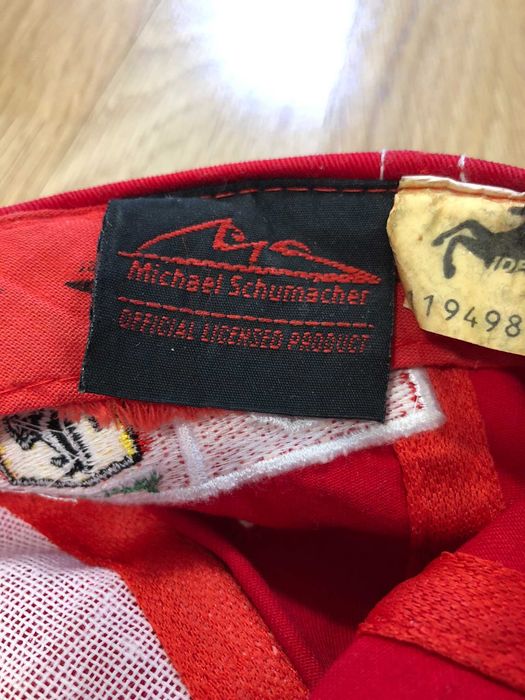 Michael Schumacher
OFFICIAL LICENSED PRODUCT
19498